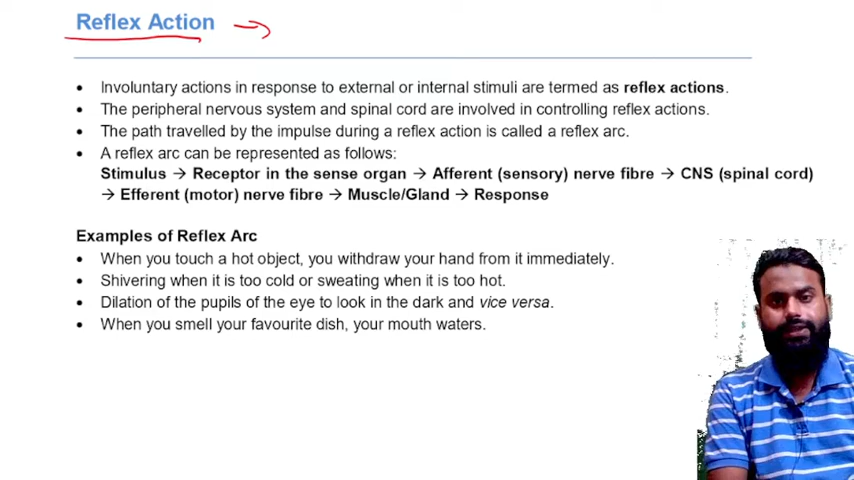 Reflex Action
• Involuntary actions in response to external or internal stimuli are termed as reflex actions.
• The peripheral nervous system and spinal cord are involved in controlling reflex actions.
• The path travelled by the impulse during a reflex action is called a reflex arc.
• A reflex arc can be represented as follows:
Stimulus → Receptor in the sense organ → Afferent (sensory) nerve fibre → CNS (spinal cord)
→ Efferent (motor) nerve fibre → Muscle/Gland → Response
Examples of Reflex Arc
• When you touch a hot object, you withdraw your hand from it immediately.
• Shivering when it is too cold or sweating when it is too hot.
• Dilation of the pupils of the eye to look in the dark and vice versa.
• When you smell your favourite dish, your mouth waters.